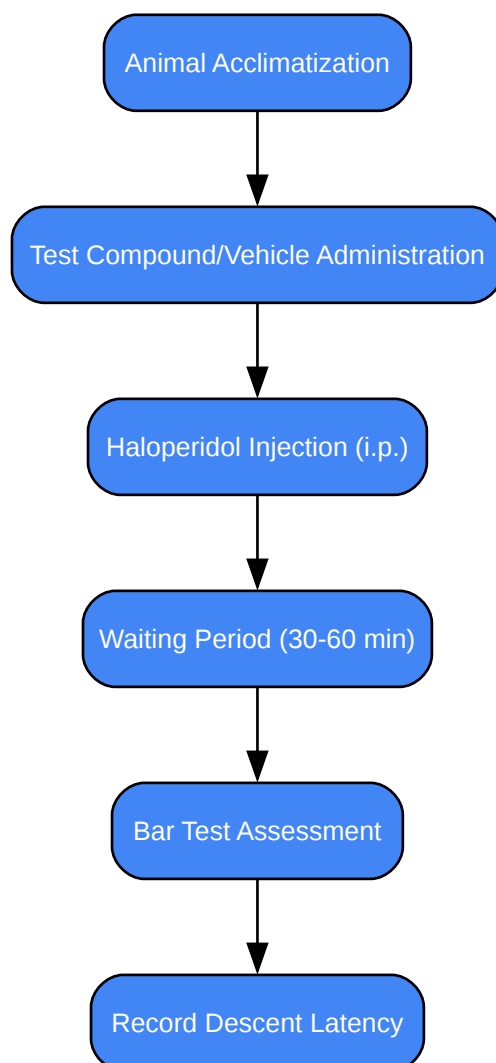 Animal Acclimatization
Test Compound/Vehicle Administration
Haloperidol Injection (i.p.)
Waiting Period (30-60 min)
Bar Test Assessment
Record Descent Latency